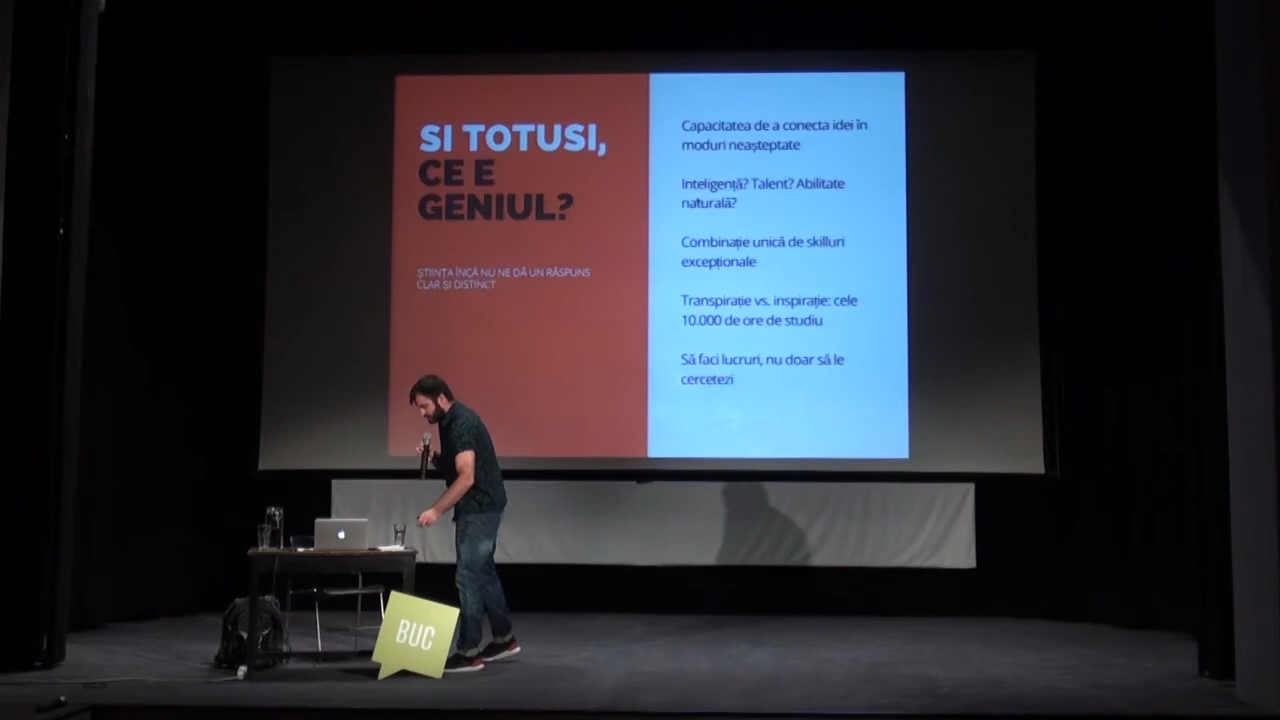 SI TOTUSI,
CE E
GENIUL?
ȘTIINȚA ÎNCĂ NU NE DĂ UN RĂSPUNS
CLAR ȘI DISTINCT
Capacitatea de a conecta idei în
moduri neașteptate
Inteligență? Talent? Abilitate
naturală?
Combinație unică de skilluri
excepționale
Transpirație vs. inspirație: cele
10.000 de ore de studiu
Să faci lucruri, nu doar să le
cercetezi
BUC